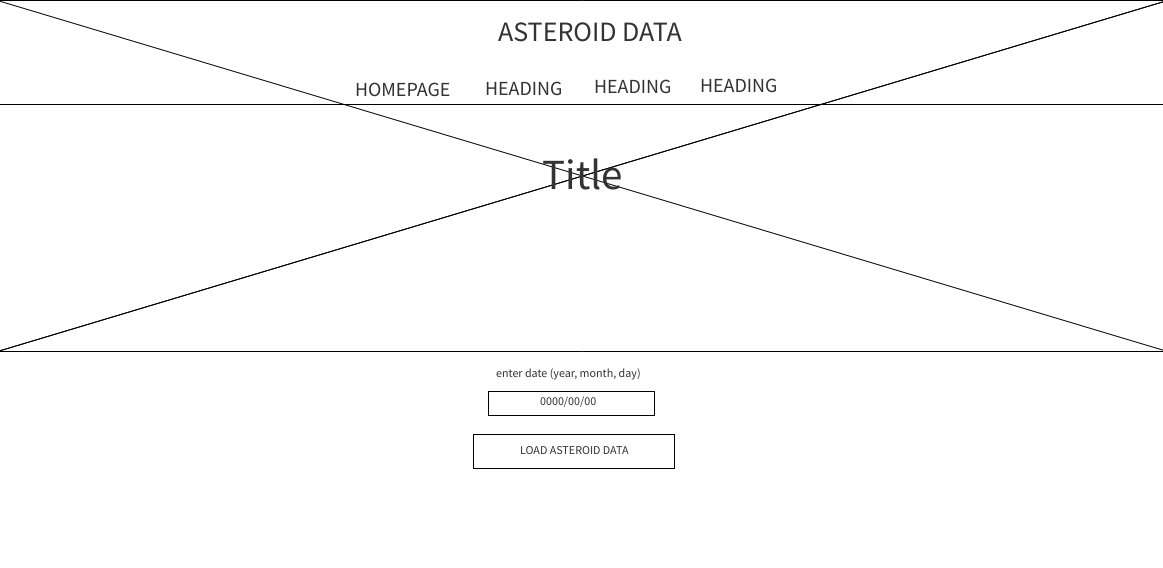 ASTEROID DATA
HOMEPAGE HEADING HEADING HEADING
Title
enter date (year, month, day)
0000/00/00
LOAD ASTEROID DATA